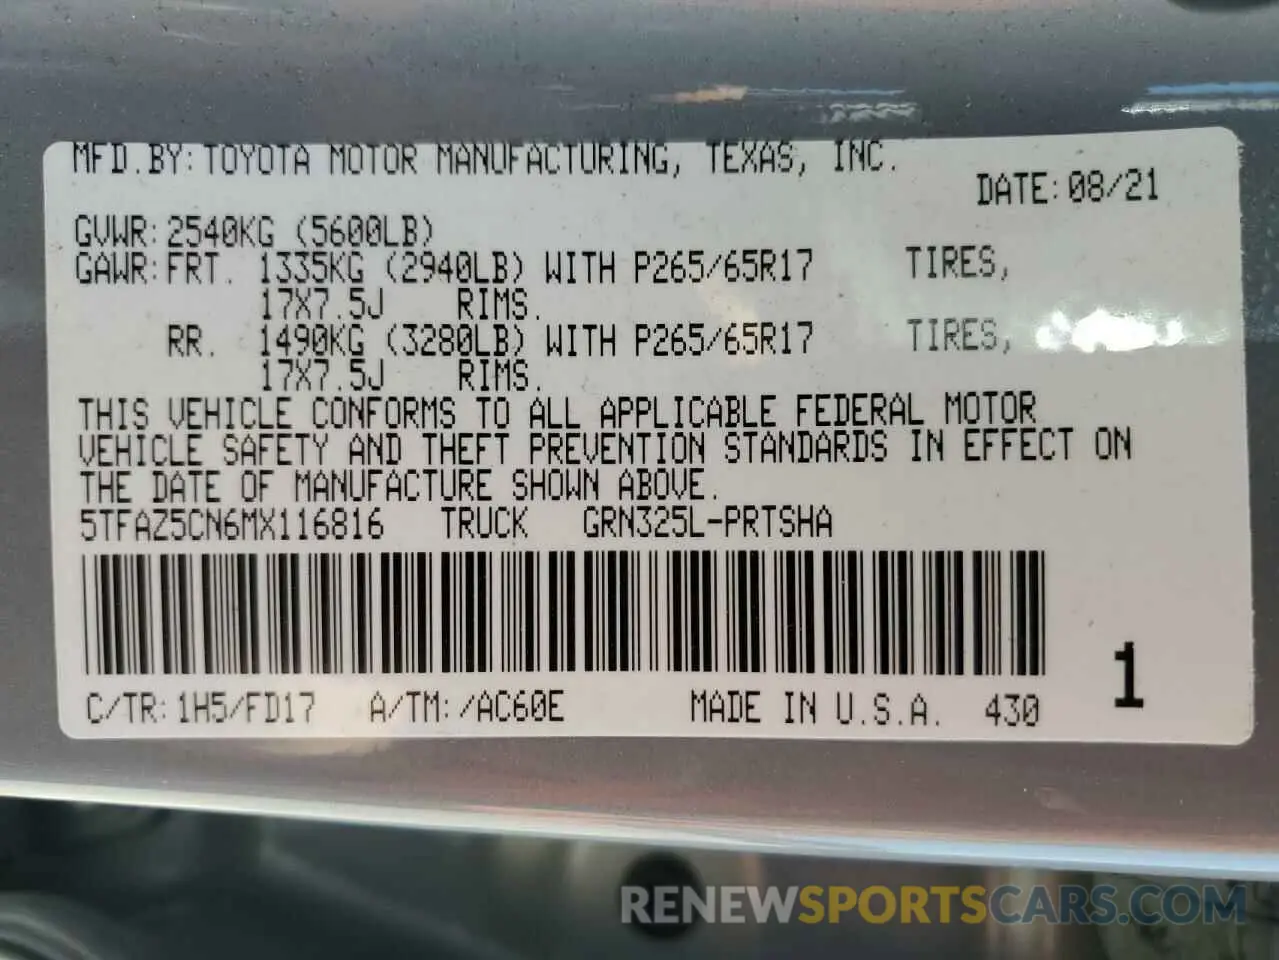 MFD.BY:TOYOTA MOTOR MANUFACTURING, TEXAS, INC.
DATE:08/21
GVWR:2540KG (5600LB)
GAWR:FRT. 1335KG (2940LB) WITH P265/65R17 TIRES,
17X7.5J RIMS.
RR. 1490KG (3280LB) WITH P265/65R17 TIRES,
17X7.5J RIMS.
THIS VEHICLE CONFORMS TO ALL APPLICABLE FEDERAL MOTOR
VEHICLE SAFETY AND THEFT PREVENTION STANDARDS IN EFFECT ON
THE DATE OF MANUFACTURE SHOWN ABOVE.
5TFAZ5CN6MX116816 TRUCK GRN325L-PRTSHA
1
C/TR:1H5/FD17 A/TM:/AC60E MADE IN U.S.A. 430
RENEWSPORTSCARS.COM